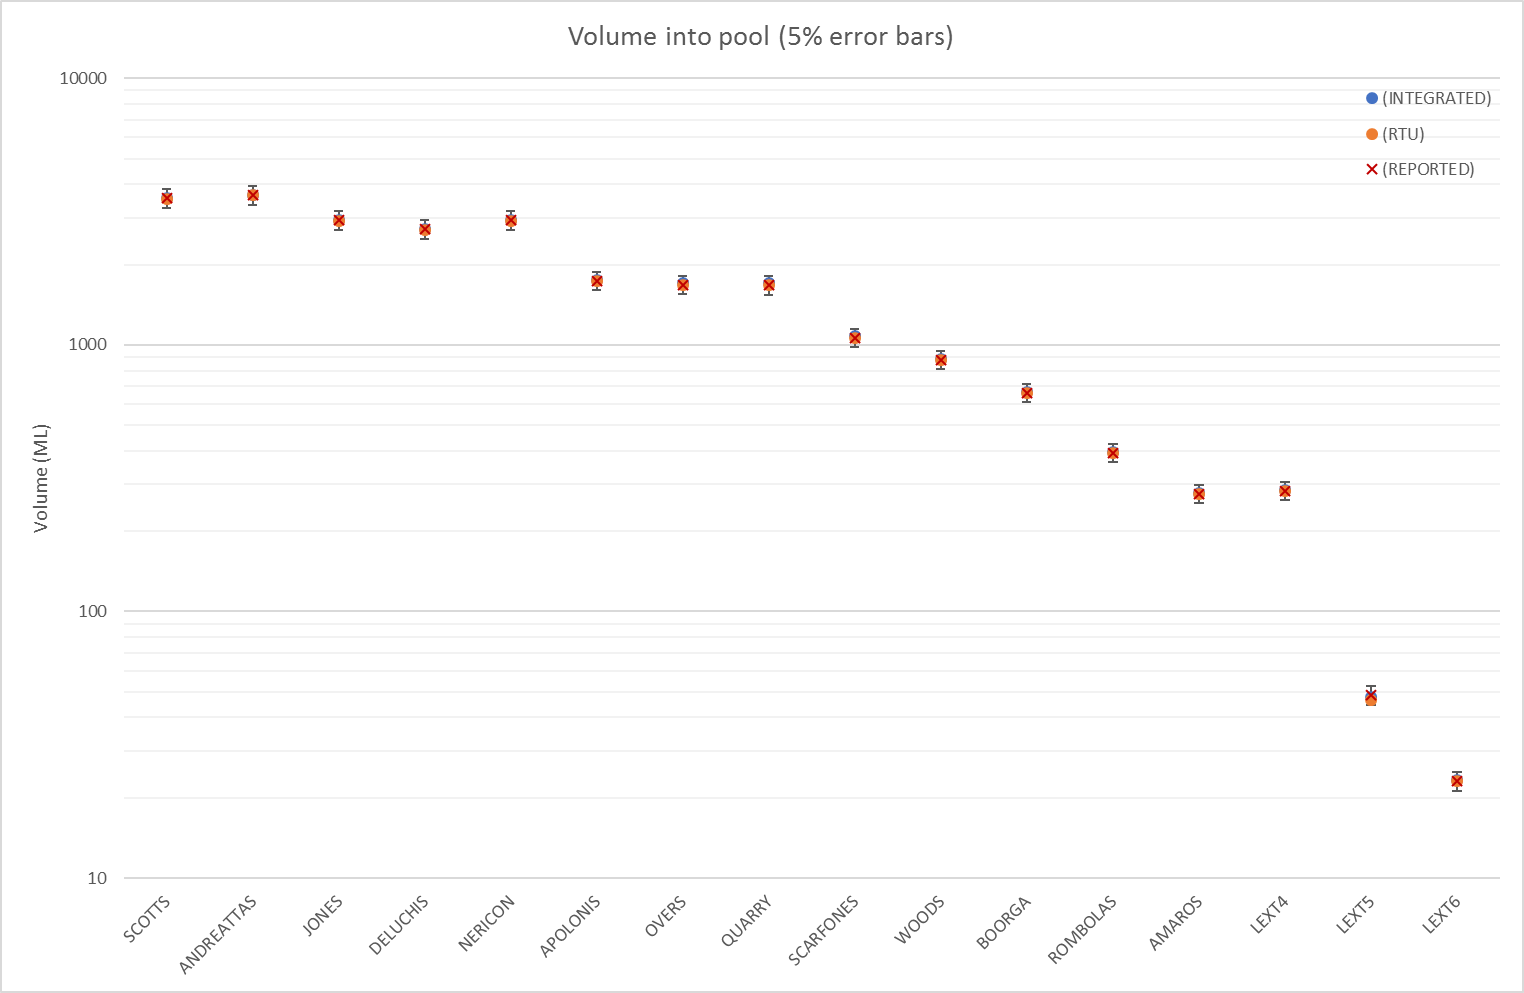 Volume into pool (5% error bars)
10000
(INTEGRATED)
(RTU)
(REPORTED)
1000
Volume (ML)
100
10
SCOTTS
ANDREATTAS
JONES
DELUCHIS
NERICON
APOLONIS
OVERS
QUARRY
SCARFONES
WOODS
BOORGA
ROMBOLAS
AMAROS
LEXT4
LEXT5
LEXT6